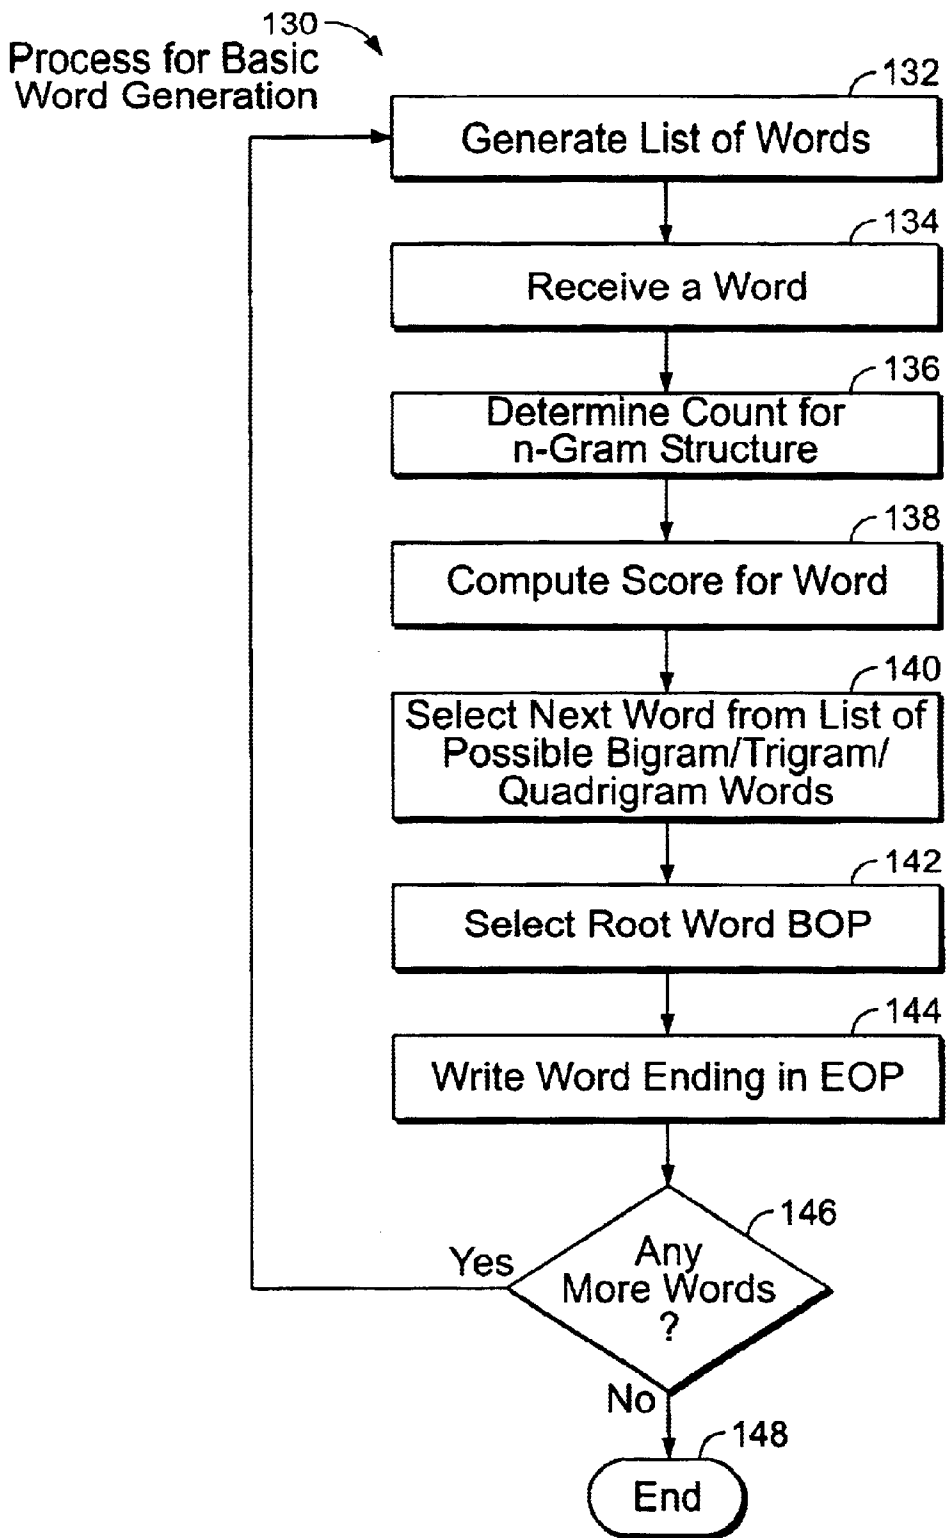 130
Process for Basic
Word Generation
132
Generate List of Words
134
Receive a Word
136
Determine Count for
n-Gram Structure
138
Compute Score for Word
140
Select Next Word from List of
Possible Bigram/Trigram/
Quadrigram Words
142
Select Root Word BOP
144
Write Word Ending in EOP
146
Yes
Any
More Words
?
No
148
End